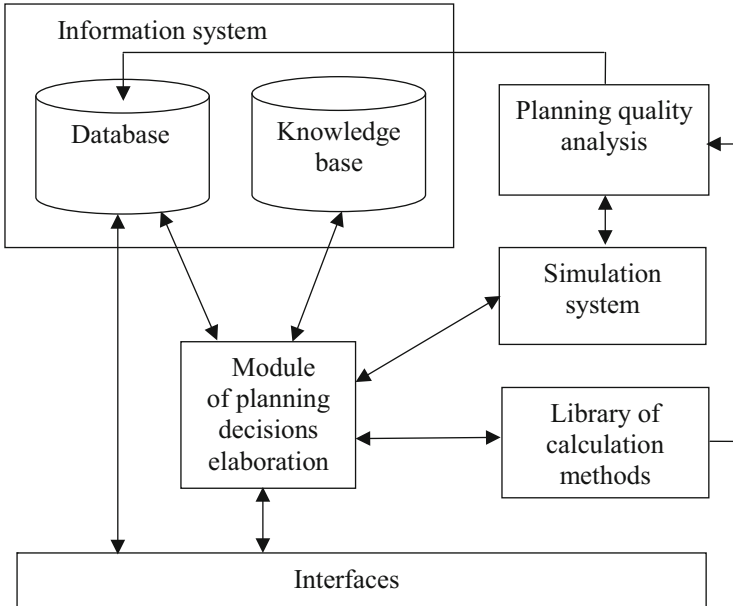 Information system
Database
Knowledge
base
Planning quality
analysis
Simulation
system
Module
of planning
decisions
elaboration
Library of
calculation
methods
Interfaces